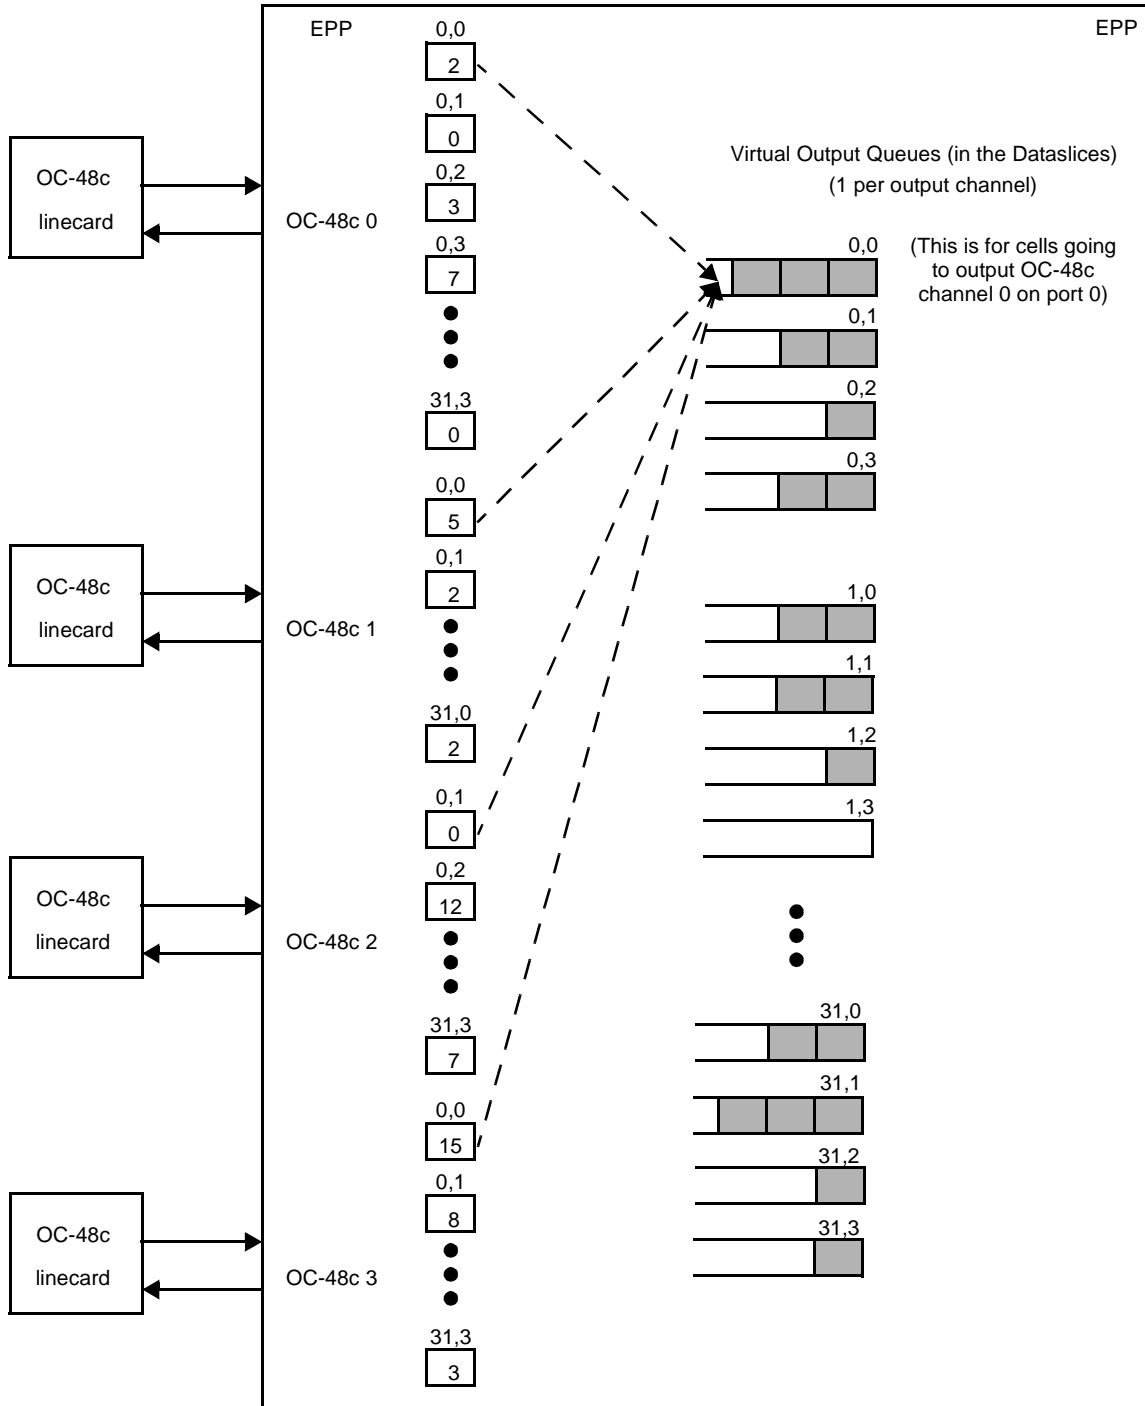 EPP
EPP
0,0
2
0,1
0
0,2
3
0,3
7
31,3
0
OC-48c
linecard
OC-48c 0
0,0
5
0,1
2
31,0
2
OC-48c
linecard
OC-48c 1
0,1
0
0,2
12
31,3
7
OC-48c
linecard
OC-48c 2
0,0
15
0,1
8
31,3
3
OC-48c
linecard
OC-48c 3
Virtual Output Queues (in the Dataslices)
(1 per output channel)
0,0
(This is for cells going
to output OC-48c
channel 0 on port 0)
0,1
0,2
0,3
1,0
1,1
1,2
1,3
31,0
31,1
31,2
31,3